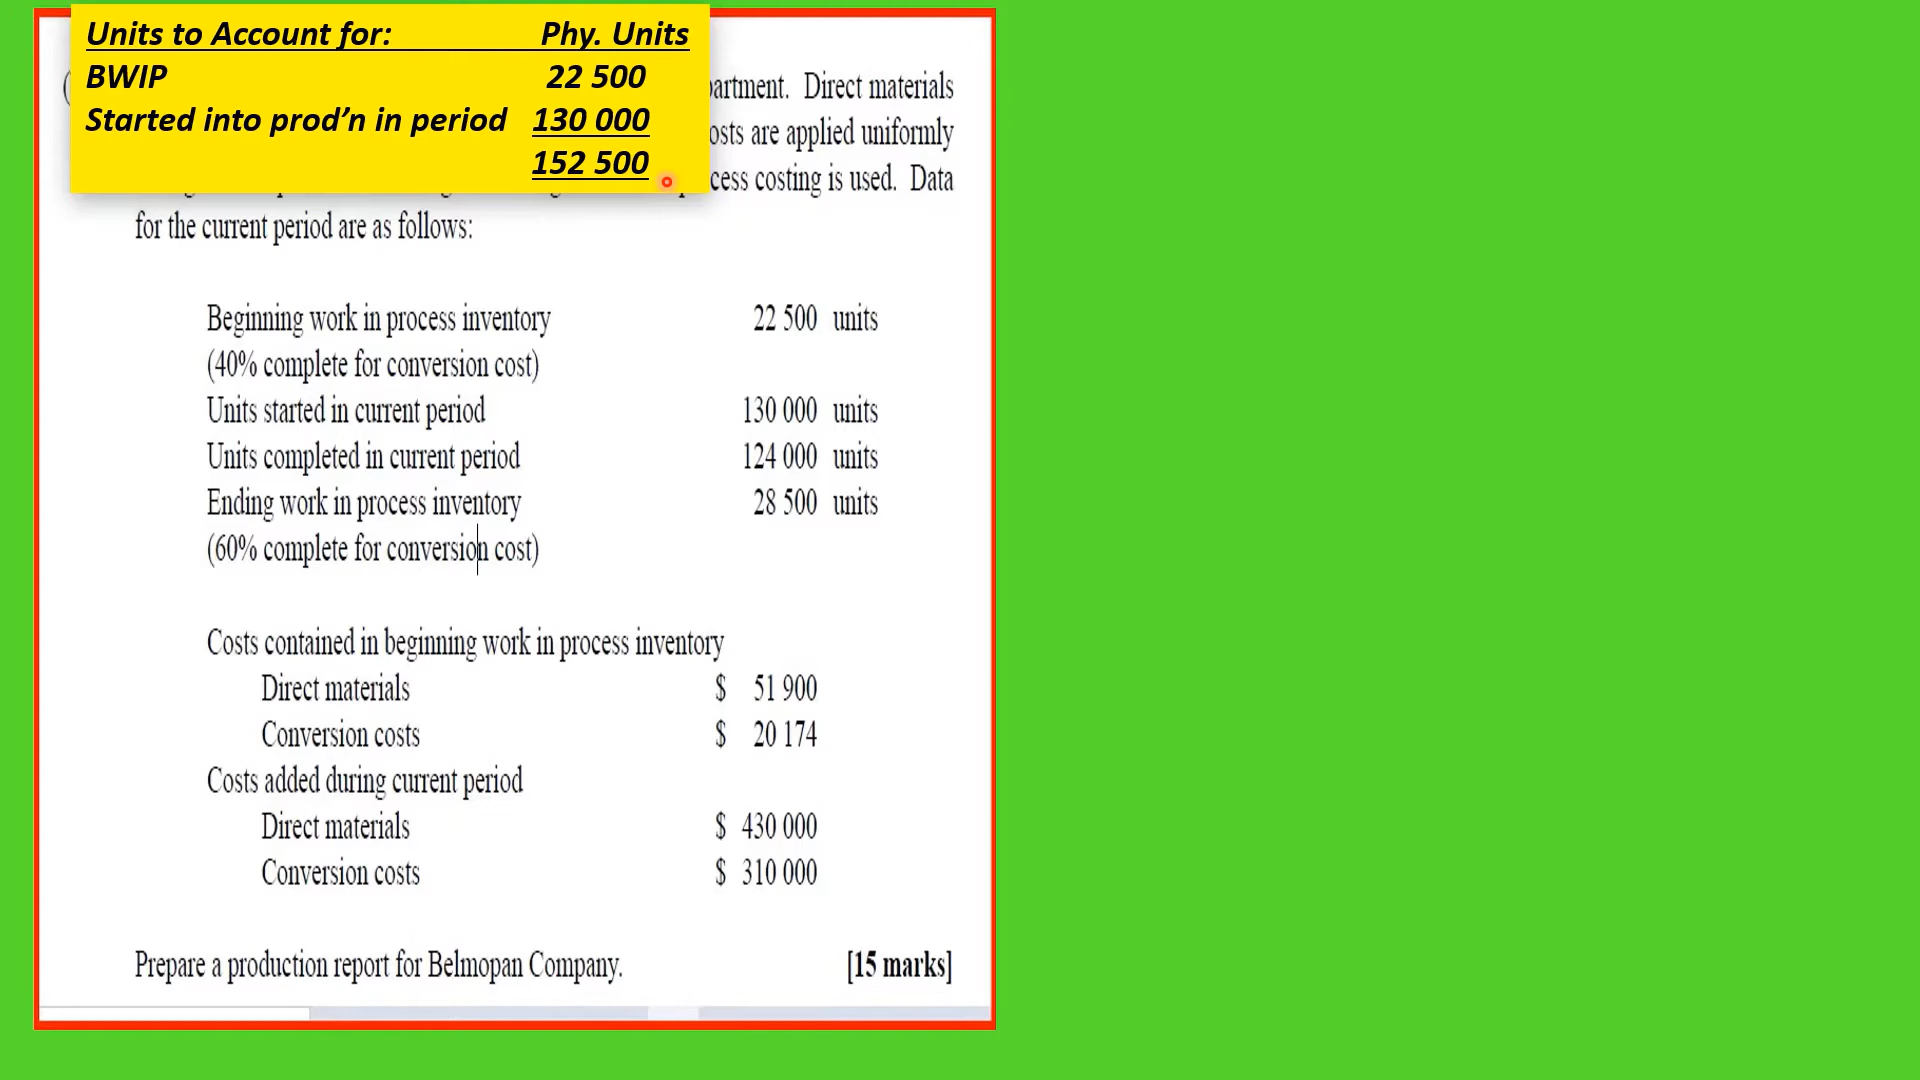 Units to Account for: Phy. Units
BWIP 22 500
Started into prod’n in period 130 000
152 500
(
partment. Direct materials
osts are applied uniformly
cess costing is used. Data
for the current period are as follows:
Beginning work in process inventory 22 500 units
(40% complete for conversion cost)
Units started in current period 130 000 units
Units completed in current period 124 000 units
Ending work in process inventory 28 500 units
(60% complete for conversion cost)
Costs contained in beginning work in process inventory
Direct materials $ 51 900
Conversion costs $ 20 174
Costs added during current period
Direct materials $ 430 000
Conversion costs $ 310 000
Prepare a production report for Belmopan Company. [15 marks]